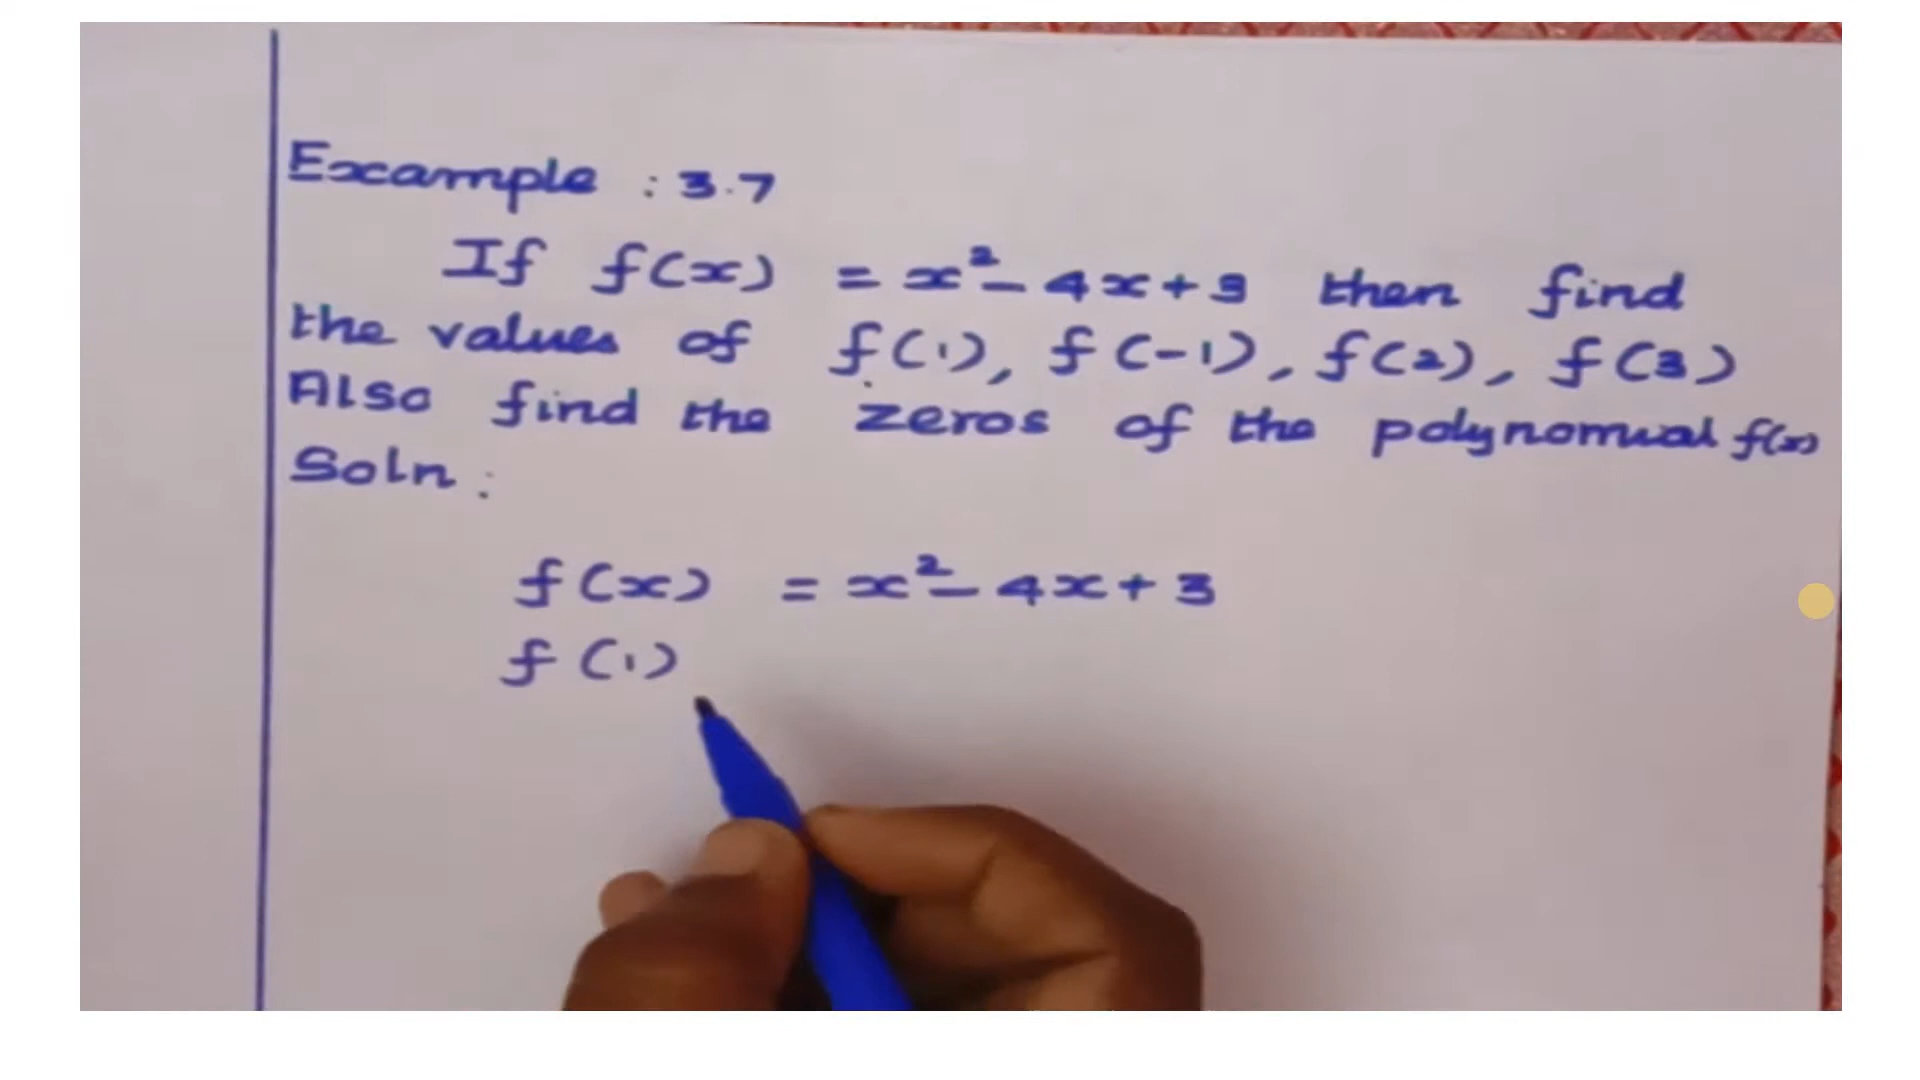 Example : 3.7
If f(x) = x² - 4x + 3 then find
the values of f(1), f(-1), f(2), f(3)
Also find the zeros of the polynomial f(x)
Soln :
f(x) = x² - 4x + 3
f(1)